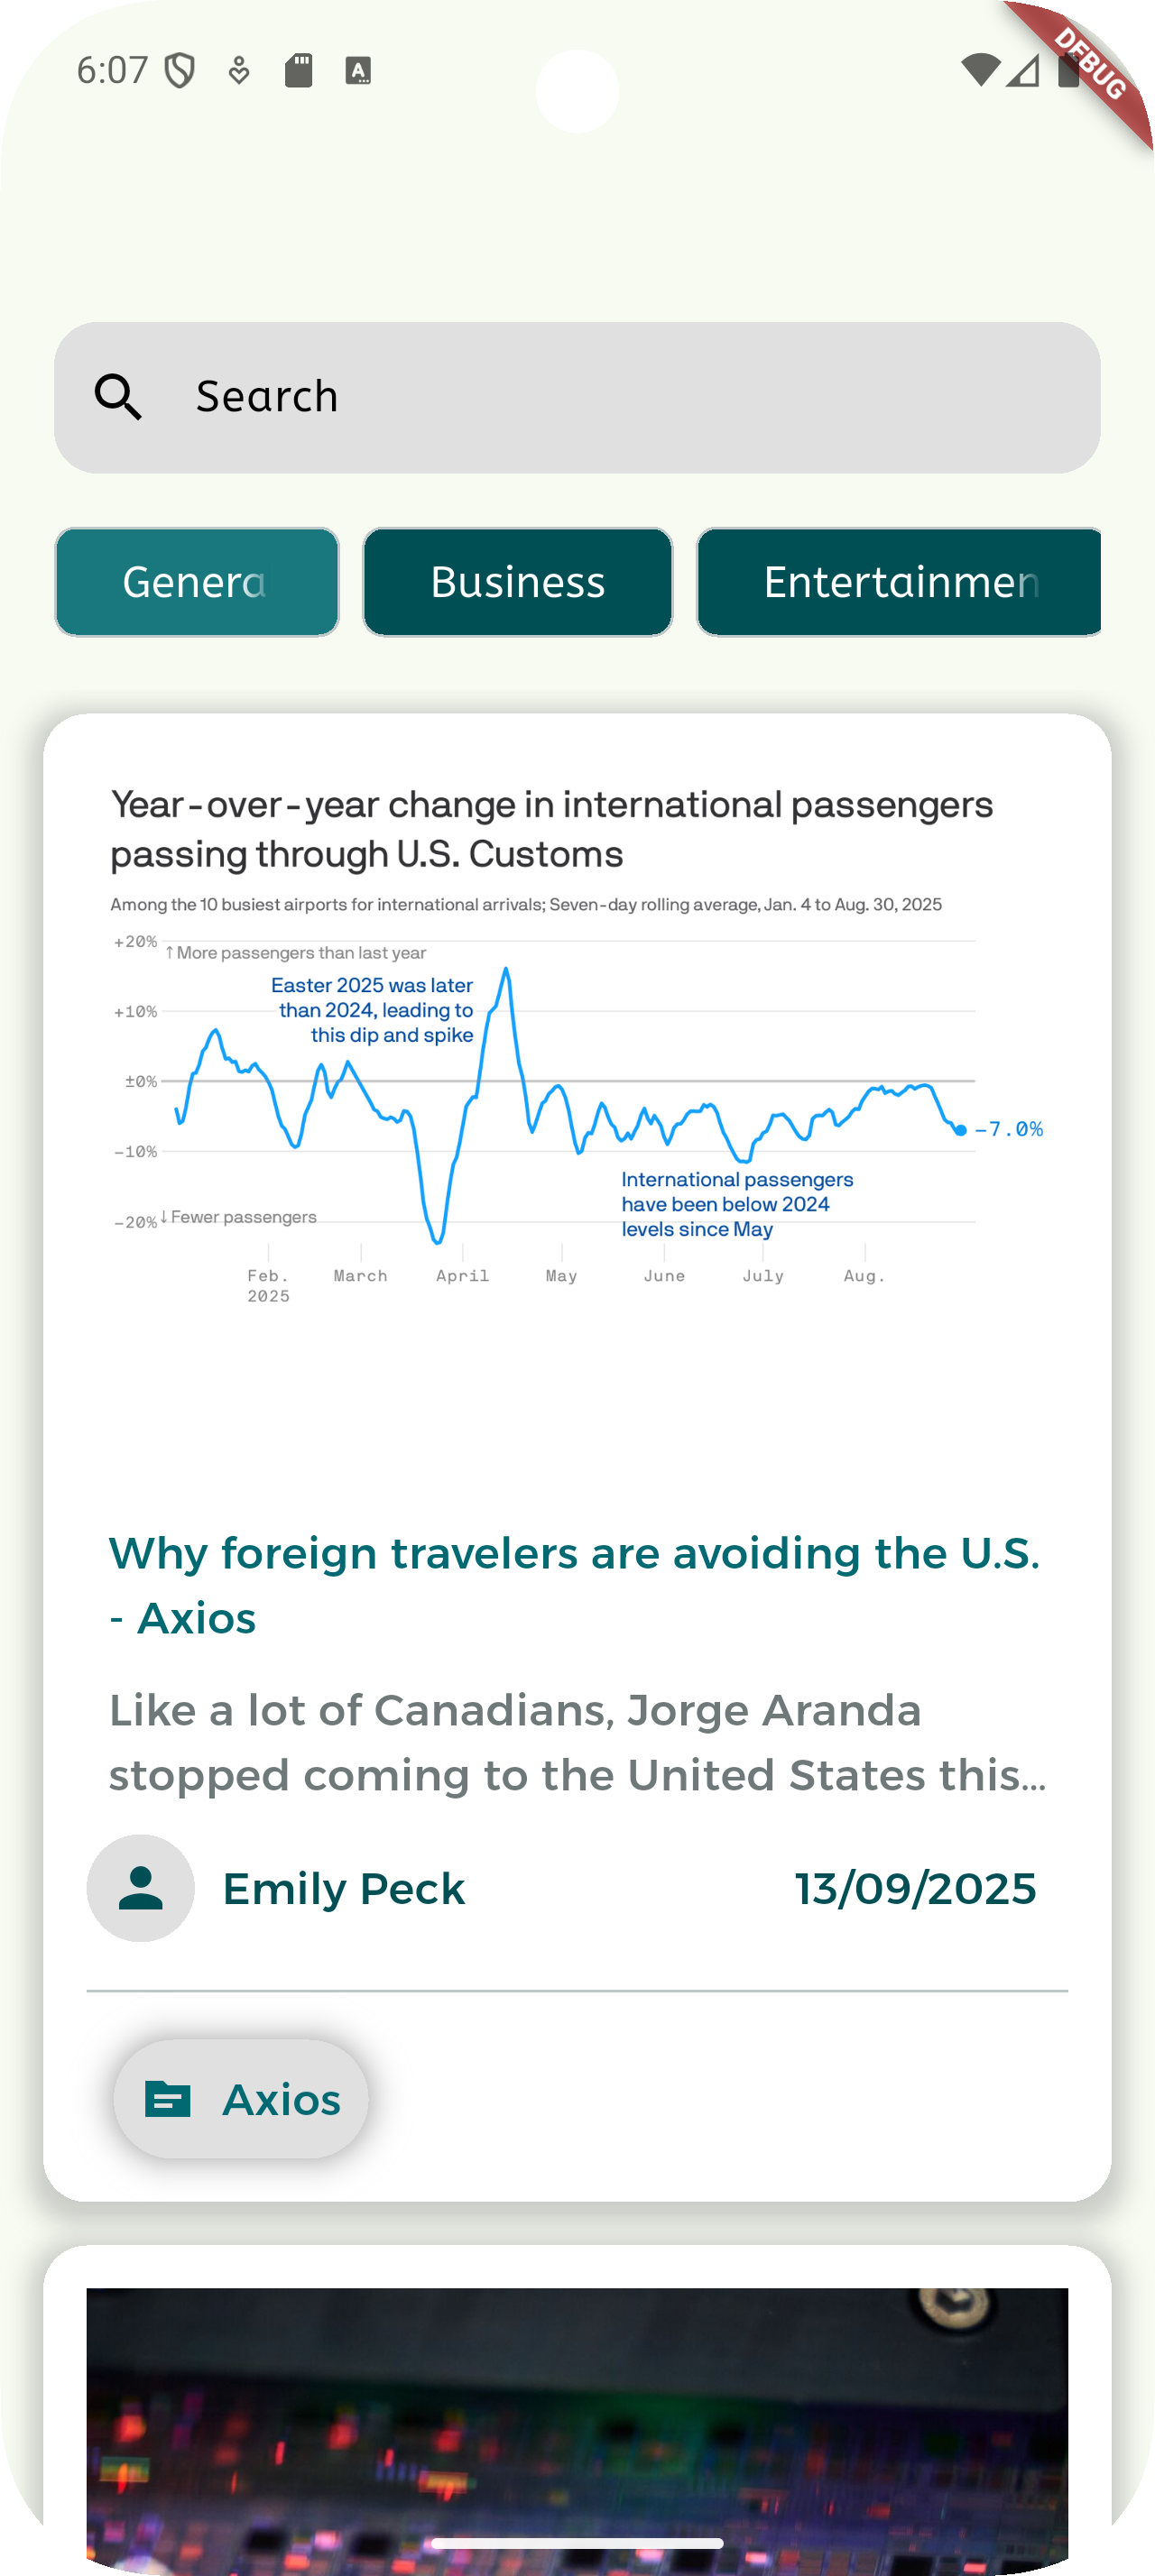 6:07
DEBUG
Search
Genera
Business
Entertainmen
Year-over-year change in international passengers
passing through U.S. Customs
Among the 10 busiest airports for international arrivals; Seven-day rolling average, Jan. 4 to Aug. 30, 2025
+20%
↑ More passengers than last year
Easter 2025 was later
than 2024, leading to
this dip and spike
+10%
±0%
-7.0%
-10%
International passengers
have been below 2024
levels since May
-20%
↓ Fewer passengers
Feb.
2025
March
April
May
June
July
Aug.
Why foreign travelers are avoiding the U.S.
- Axios
Like a lot of Canadians, Jorge Aranda
stopped coming to the United States this...
Emily Peck
13/09/2025
Axios